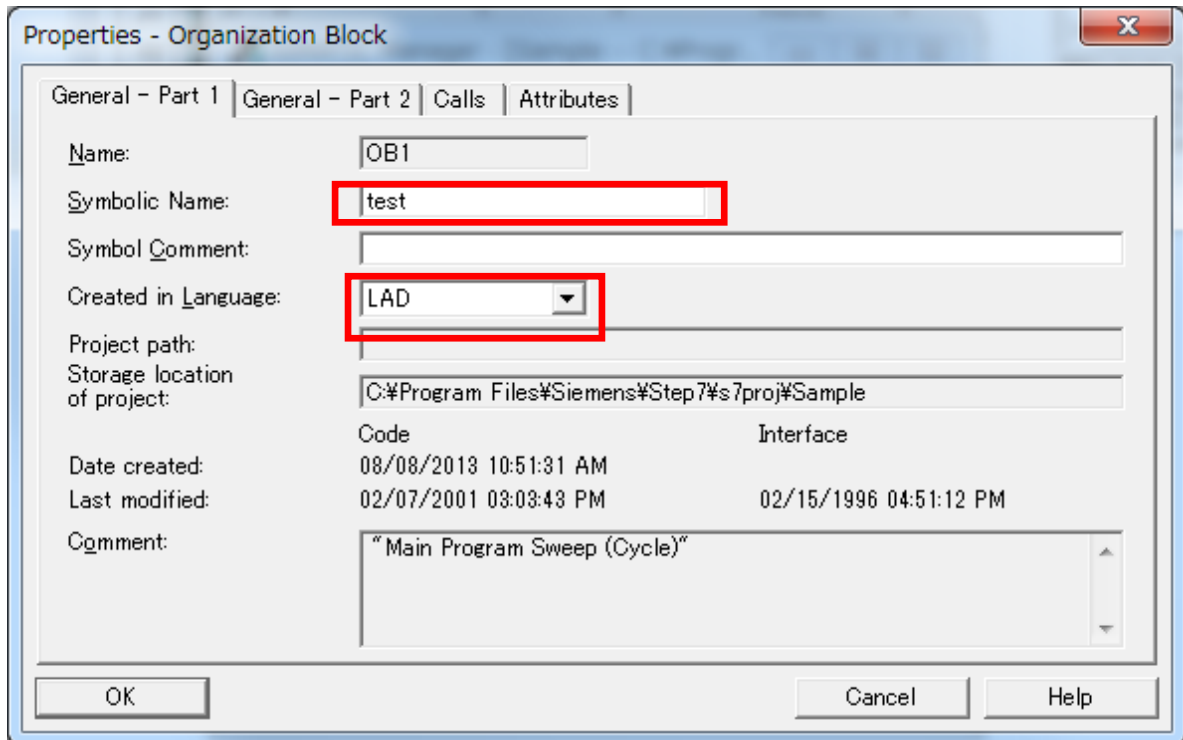 Properties - Organization Block
General - Part 1 General - Part 2 Calls Attributes
Name: OB1
Symbolic Name: test
Symbol Comment:
Created in Language: LAD
Project path:
Storage location
of project: C:¥Program Files¥Siemens¥Step7¥s7proj¥Sample
Code Interface
Date created: 08/08/2013 10:51:31 AM
Last modified: 02/07/2001 03:03:43 PM 02/15/1996 04:51:12 PM
Comment: "Main Program Sweep (Cycle)"
OK Cancel Help